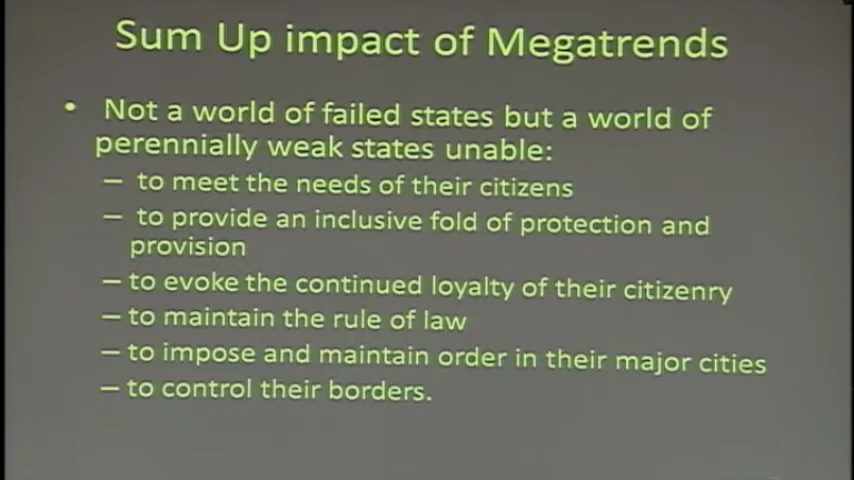 Sum Up impact of Megatrends
• Not a world of failed states but a world of
perennially weak states unable:
– to meet the needs of their citizens
– to provide an inclusive fold of protection and
provision
– to evoke the continued loyalty of their citizenry
– to maintain the rule of law
– to impose and maintain order in their major cities
– to control their borders.